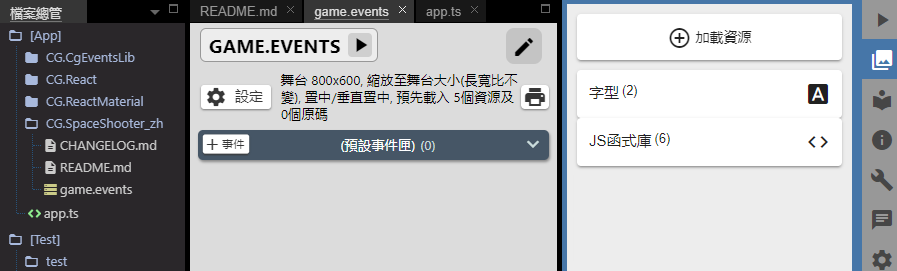 檔案總管
[App]
CG.CgEventsLib
CG.React
CG.ReactMaterial
CG.SpaceShooter_zh
CHANGELOG.md
README.md
game.events
app.ts
[Test]
test
README.md
game.events
app.ts
GAME.EVENTS
設定
舞台 800x600, 縮放至舞台大小(長寬比不
變), 置中/垂直置中, 預先載入 5個資源及
0個原碼
事件
(預設事件匣) (0)
加載資源
字型 (2)
A
JS函式庫 (6)